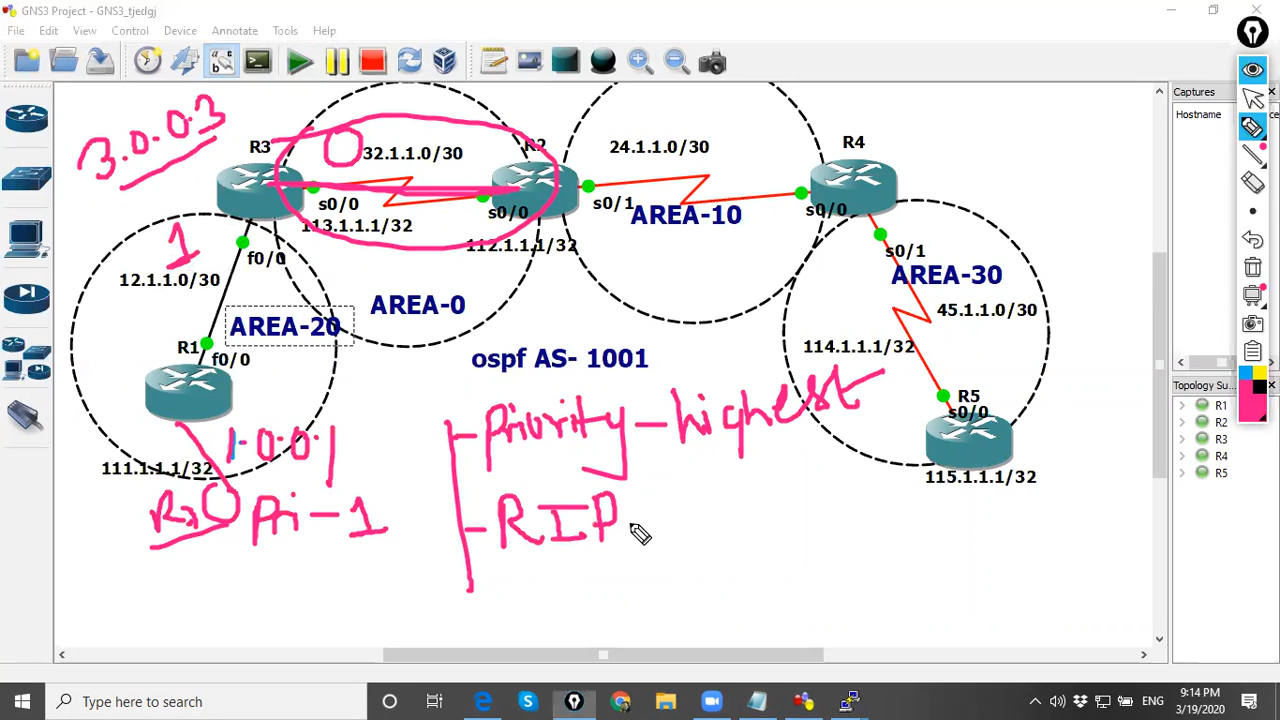 GNS3 Project - GNS3_tjedgj
File Edit View Control Device Annotate Tools Help
3.0.0.3
R3
0
32.1.1.0/30
R2
24.1.1.0/30
R4
s0/0
s0/0
s0/1
s0/0
AREA-10
113.1.1.1/32
112.1.1.1/32
1
f0/0
s0/1
12.1.1.0/30
AREA-30
AREA-0
45.1.1.0/30
AREA-20
R1
f0/0
114.1.1.1/32
ospf AS- 1001
R5
s0/0
Priority - highest
1.0.0.1
111.1.1.1/32
115.1.1.1/32
Pri - 1
RIP
Captures
Hostname
Topology Su
R1
R2
R3
R4
R5
Type here to search
ENG
9:14 PM
3/19/2020